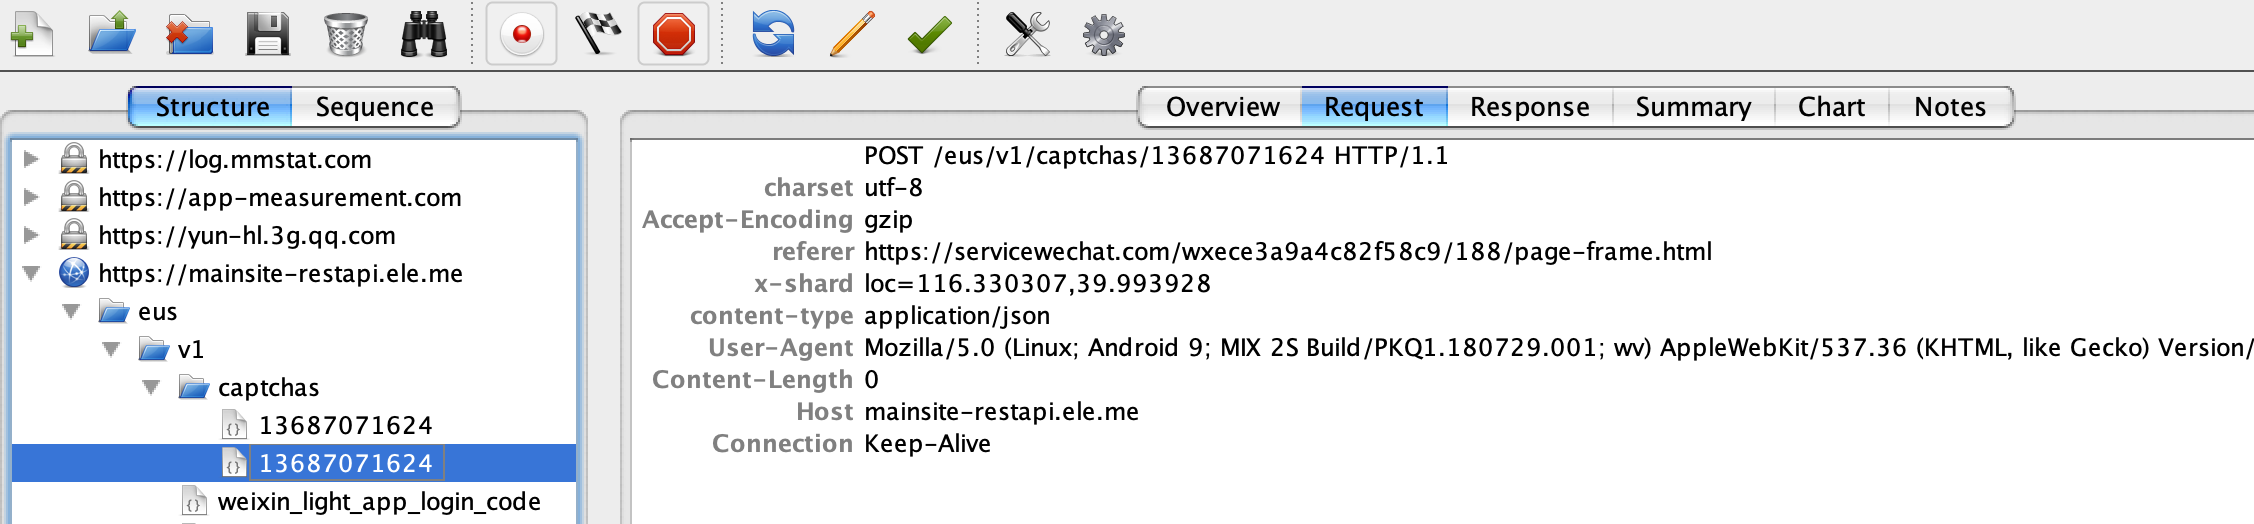 Structure Sequence
https://log.mmstat.com
https://app-measurement.com
https://yun-hl.3g.qq.com
https://mainsite-restapi.ele.me
eus
v1
captchas
13687071624
13687071624
weixin_light_app_login_code
Overview Request Response Summary Chart Notes
POST /eus/v1/captchas/13687071624 HTTP/1.1
charset utf-8
Accept-Encoding gzip
referer https://servicewechat.com/wxece3a9a4c82f58c9/188/page-frame.html
x-shard loc=116.330307,39.993928
content-type application/json
User-Agent Mozilla/5.0 (Linux; Android 9; MIX 2S Build/PKQ1.180729.001; wv) AppleWebKit/537.36 (KHTML, like Gecko) Version/
Content-Length 0
Host mainsite-restapi.ele.me
Connection Keep-Alive